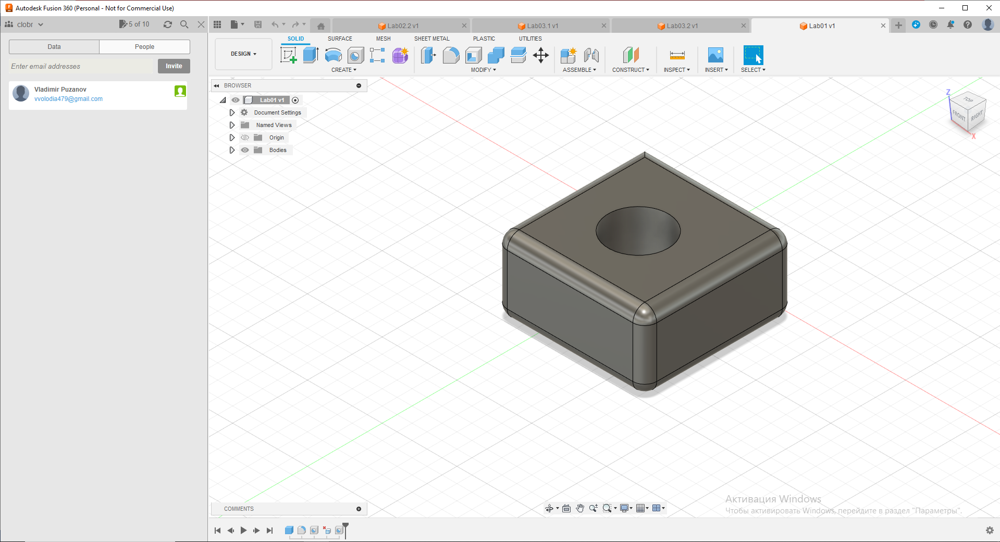 Autodesk Fusion 360 (Personal - Not for Commercial Use)
clobr
5 of 10
Lab02.2 v1
Lab03.1 v1
Lab03.2 v1
Lab01 v1
Data
People
Enter email addresses
Invite
Vladimir Puzanov
vvolodia479@gmail.com
DESIGN
SOLID
SURFACE
MESH
SHEET METAL
PLASTIC
UTILITIES
CREATE
MODIFY
ASSEMBLE
CONSTRUCT
INSPECT
INSERT
SELECT
BROWSER
Lab01 v1
Document Settings
Named Views
Origin
Bodies
Z
TOP
FRONT
RIGHT
X
COMMENTS
Активация Windows
Чтобы активировать Windows, перейдите в раздел "Параметры".